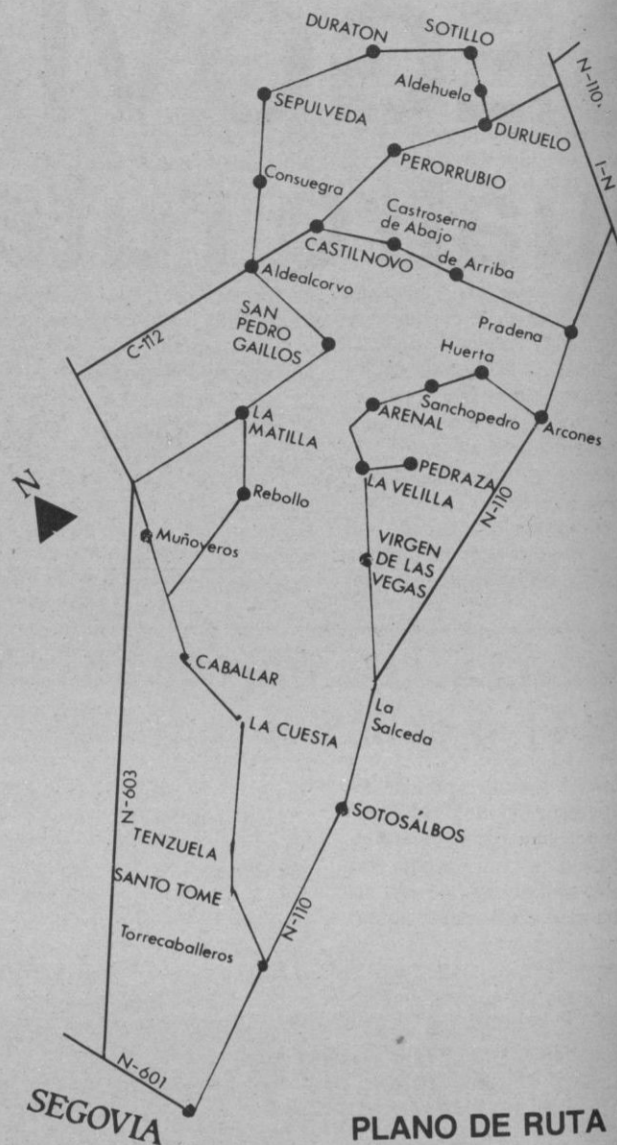 DURATON
SOTILLO
Aldehuela
N-110.
SEPULVEDA
DURUELO
PERORRUBIO
N-I
Consuegra
Castroserna
de Abajo
de Arriba
CASTILNOVO
Aldealcorvo
SAN
PEDRO
GAILLOS
Pradena
C-112
Huerta
LA
MATILLA
ARENAL
Sanchopedro
Arcones
N
Rebollo
PEDRAZA
LA VELILLA
N-110
Muñoveros
VIRGEN
DE LAS
VEGAS
CABALLAR
LA CUESTA
La
Salceda
N-603
SOTOSÁLBOS
TENZUELA
SANTO TOME
N-110
Torrecaballeros
N-601
SEGOVIA
PLANO DE RUTA